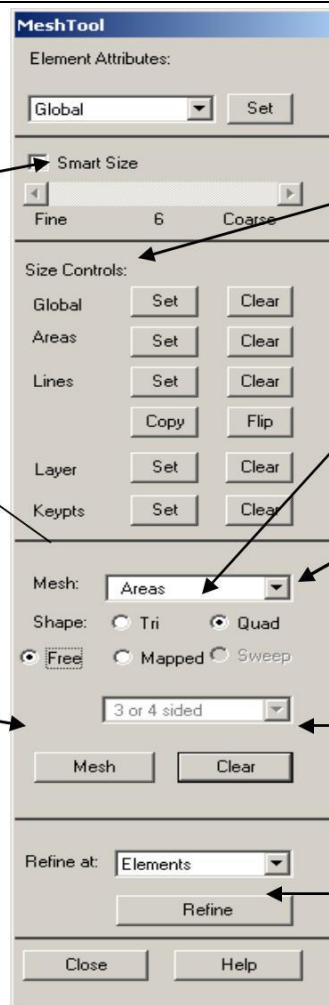 MeshTool
Element Attributes:
Global Set
Smart Size
Fine 6 Coarse
Size Controls:
Global Set Clear
Areas Set Clear
Lines Set Clear
Copy Flip
Layer Set Clear
Keypts Set Clear
Mesh: Areas
Shape: Tri Quad
Free Mapped Sweep
3 or 4 sided
Mesh Clear
Refine at: Elements
Refine
Close Help